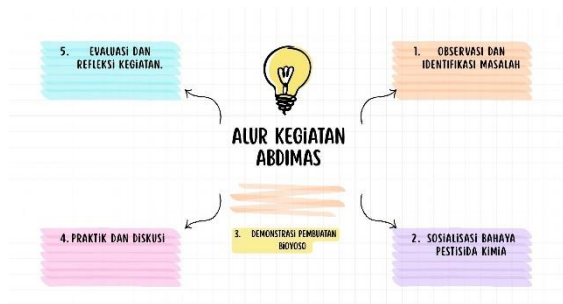 ALUR KEGIATAN
ABDIMAS
1. OBSERVASI DAN
IDENTIFIKASI MASALAH
2. SOSIALISASI BAHAYA
PESTISIDA KIMIA
3. DEMONSTRASI PEMBUATAN
BIOYOSO
4. PRAKTIK DAN DISKUSI
5. EVALUASI DAN
REFLEKSI KEGIATAN.